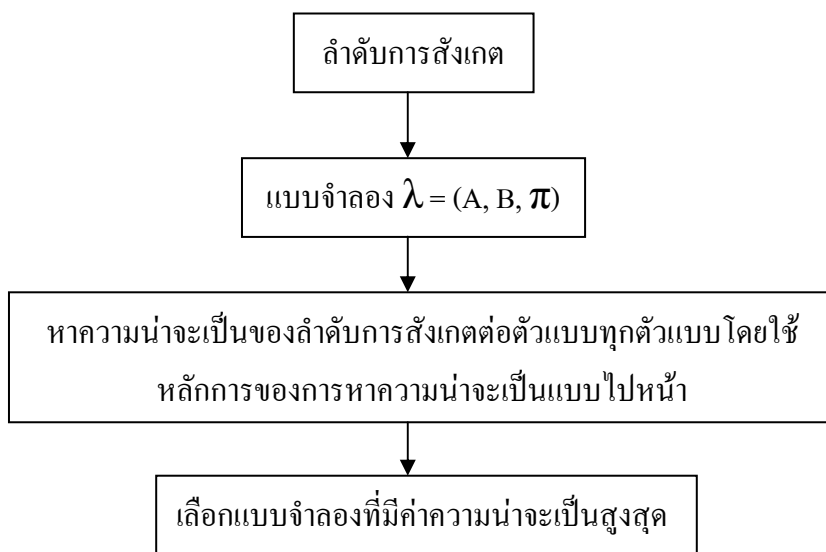 ลำดับการสังเกต
แบบจำลอง λ = (A, B, π)
หาความน่าจะเป็นของลำดับการสังเกตต่อตัวแบบทุกตัวแบบโดยใช้
หลักการของการหาความน่าจะเป็นแบบไปหน้า
เลือกแบบจำลองที่มีค่าความน่าจะเป็นสูงสุด